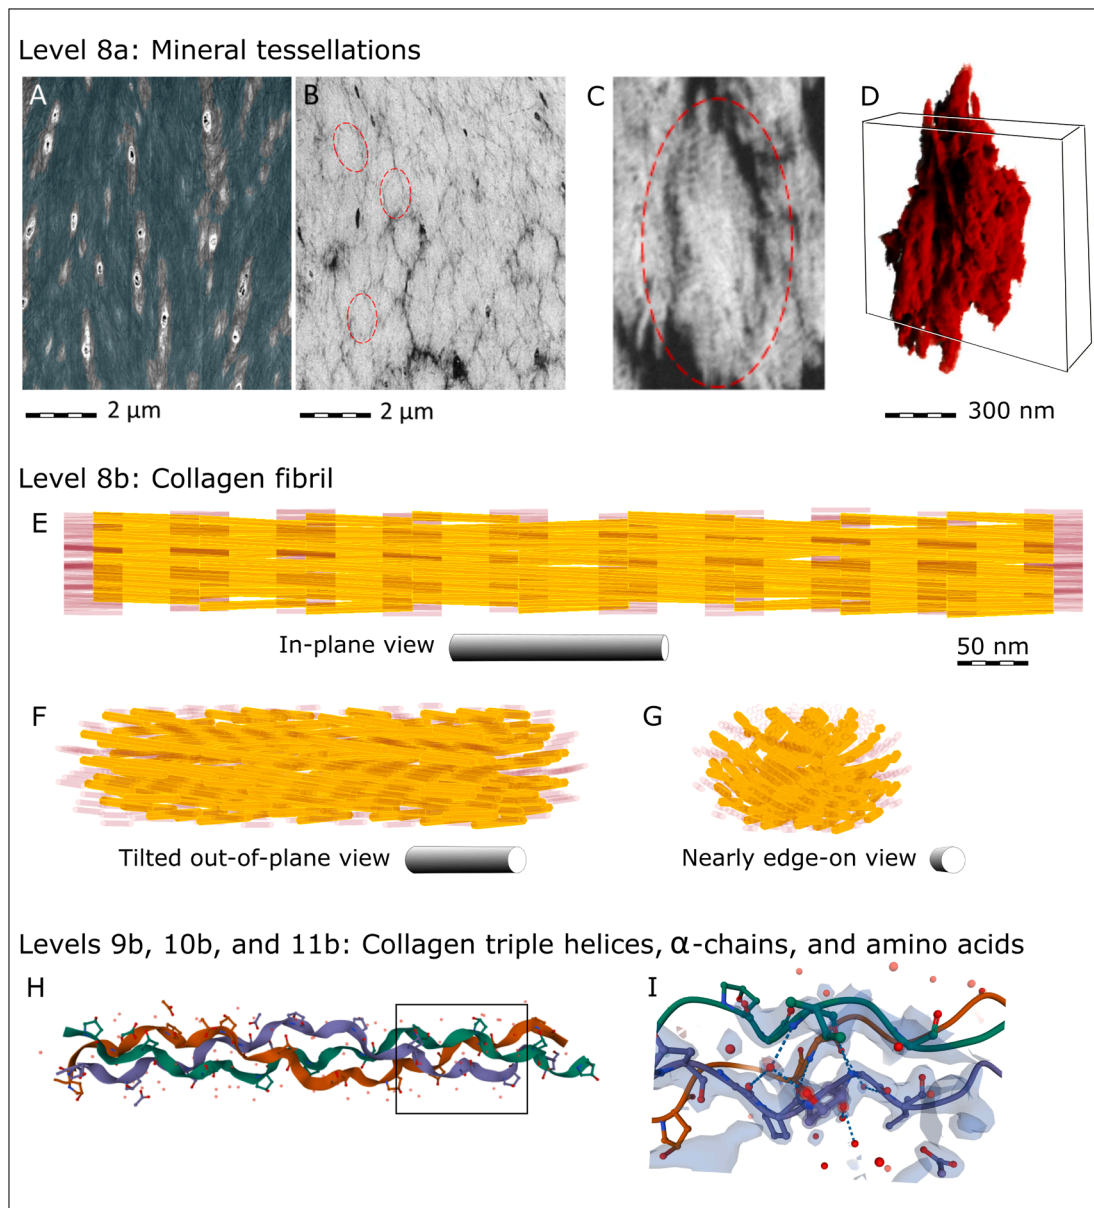 Level 8a: Mineral tessellations
A
B
C
D
2 µm
2 µm
300 nm
Level 8b: Collagen fibril
E
In-plane view
50 nm
F
G
Tilted out-of-plane view
Nearly edge-on view
Levels 9b, 10b, and 11b: Collagen triple helices, α-chains, and amino acids
H
I